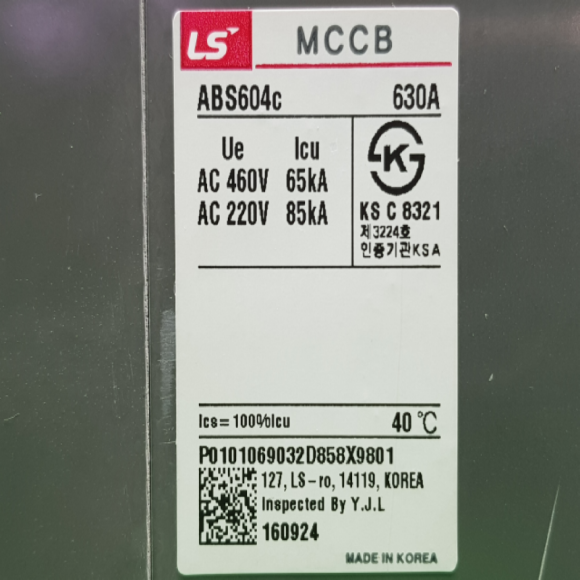 LS MCCB
ABS604c 630A
Ue Icu
AC 460V 65kA
AC 220V 85kA
KS C 8321
제3224호
인증기관KSA
Ics=100%Icu 40℃
P0101069032D858X9801
127, LS-ro, 14119, KOREA
Inspected By Y.J.L
160924
MADE IN KOREA